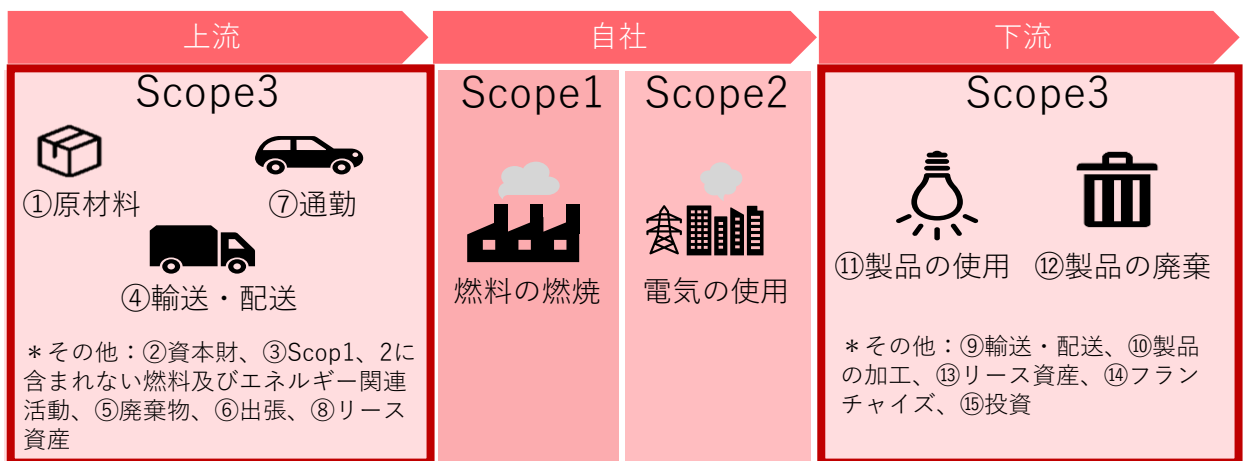 上流
自社
下流
Scope3
①原材料
⑦通勤
④輸送・配送
＊その他：②資本財、③Scop1、2に
含まれない燃料及びエネルギー関連
活動、⑤廃棄物、⑥出張、⑧リース
資産
Scope1
燃料の燃焼
Scope2
電気の使用
Scope3
⑪製品の使用
⑫製品の廃棄
＊その他：⑨輸送・配送、⑩製品
の加工、⑬リース資産、⑭フラン
チャイズ、⑮投資